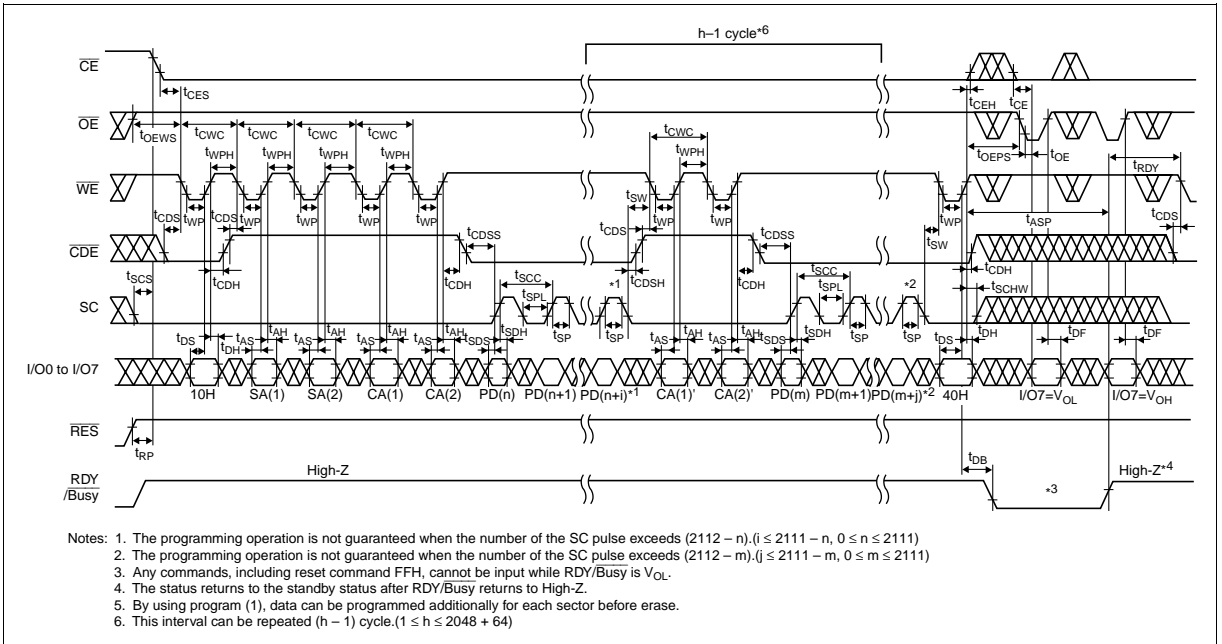 h–1 cycle*6
CE
tCES
tCEH tCE
OE
tOEWS tCWC tCWC tCWC tCWC tCWC tOEPS tOE
tWPH tWPH tWPH tWPH tWPH tRDY
WE
tCDS tWP tCDS tWP tWP tWP tWP tSW tWP tWP tWP tSW tASP tCDS
tCDS
CDE
tCDSS tCDSS
tSCS tCDH tCDH tCDSH tCDH tCDH
tSCC tSCC tSCHW
tSPL *1 tSPL *2
SC
tSP tSP tSP tSP
tDS tDH tAS tAH tAS tAH tAS tAH tAS tAH tSDS tSDH tAS tAH tAS tAH tSDS tSDH tDS tDH tDF tDF
I/O0 to I/O7
10H SA(1) SA(2) CA(1) CA(2) PD(n) PD(n+1) PD(n+i)*1 CA(1)' CA(2)' PD(m) PD(m+1) PD(m+j)*2 40H I/O7=VOL I/O7=VOH
RES
tRP
tDB
RDY
/Busy
High-Z *3 High-Z*4
Notes: 1. The programming operation is not guaranteed when the number of the SC pulse exceeds (2112 – n).(i ≤ 2111 – n, 0 ≤ n ≤ 2111)
2. The programming operation is not guaranteed when the number of the SC pulse exceeds (2112 – m).(j ≤ 2111 – m, 0 ≤ m ≤ 2111)
3. Any commands, including reset command FFH, cannot be input while RDY/Busy is VOL.
4. The status returns to the standby status after RDY/Busy returns to High-Z.
5. By using program (1), data can be programmed additionally for each sector before erase.
6. This interval can be repeated (h – 1) cycle.(1 ≤ h ≤ 2048 + 64)